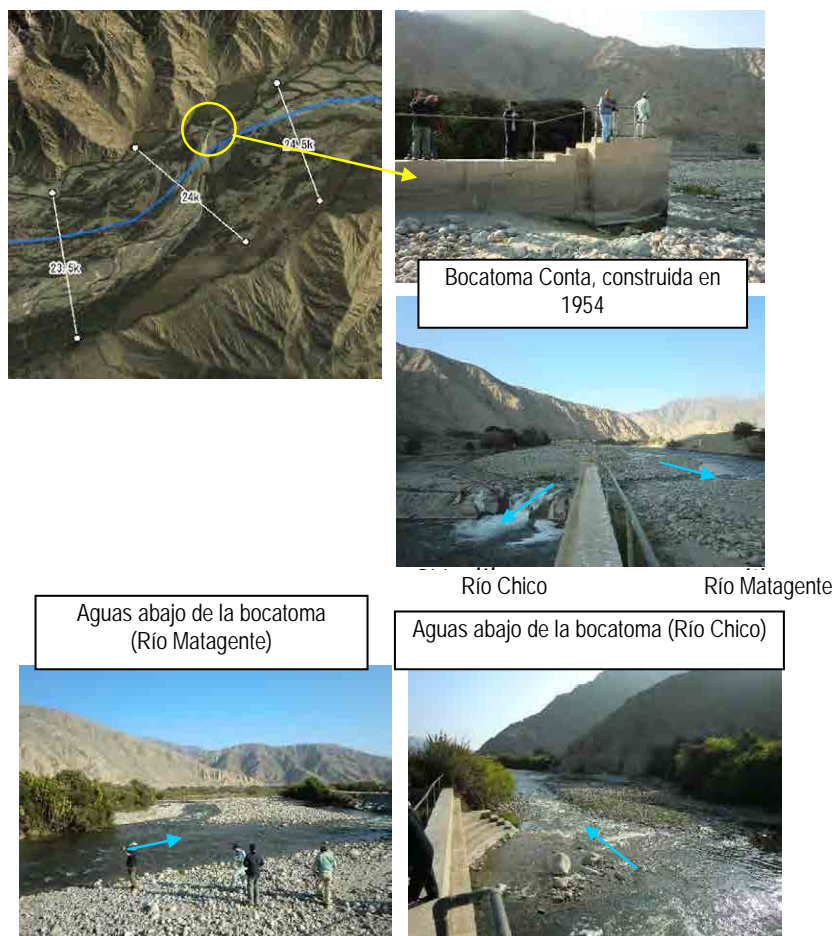 24.5k
24k
23.5k
Bocatoma Conta, construida en
1954
Río Chico
Río Matagente
Aguas abajo de la bocatoma
(Río Matagente)
Aguas abajo de la bocatoma (Río Chico)